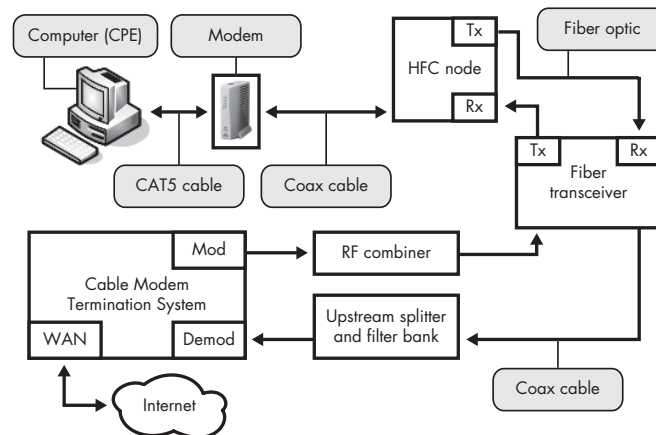 Computer (CPE)
Modem
Tx
HFC node
Rx
Fiber optic
CAT5 cable
Coax cable
Tx
Rx
Fiber
transceiver
Mod
Cable Modem
Termination System
WAN
Demod
RF combiner
Upstream splitter
and filter bank
Coax cable
Internet